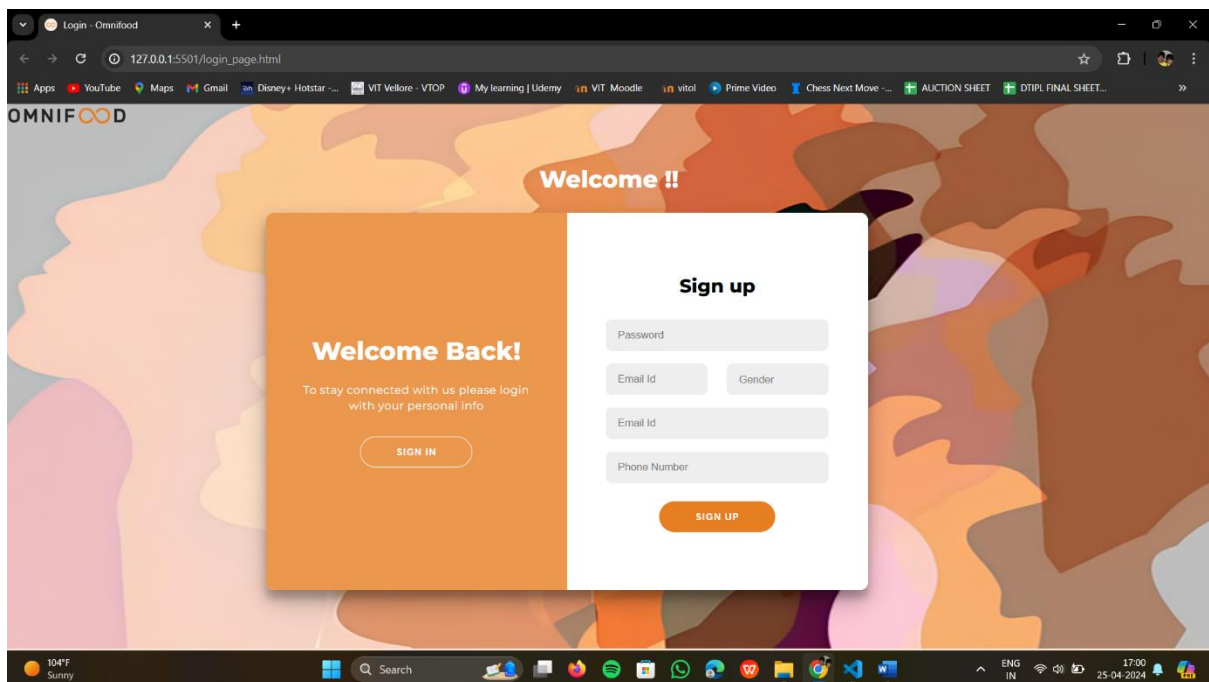 Login - Omnifood
127.0.0.1:5501/login_page.html
Apps YouTube Maps Gmail Disney+ Hotstar -... VIT Vellore - VTOP My learning | Udemy VIT Moodle vitol Prime Video Chess Next Move -... AUCTION SHEET DTIPL FINAL SHEET... »
OMNIFOOD
Welcome !!
Welcome Back!
To stay connected with us please login
with your personal info
SIGN IN
Sign up
Password
Email Id Gender
Email Id
Phone Number
SIGN UP
104°F
Sunny
Search
ENG
IN
17:00
25-04-2024